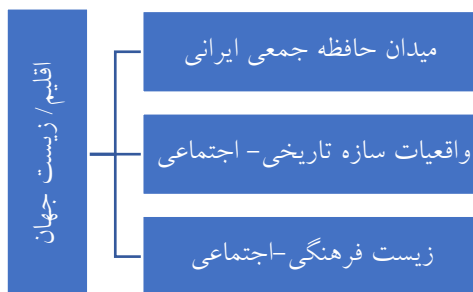 اقلیم/ زیست جهان
میدان حافظه جمعی ایرانی
واقعیات سازه تاریخی- اجتماعی
زیست فرهنگی-اجتماعی